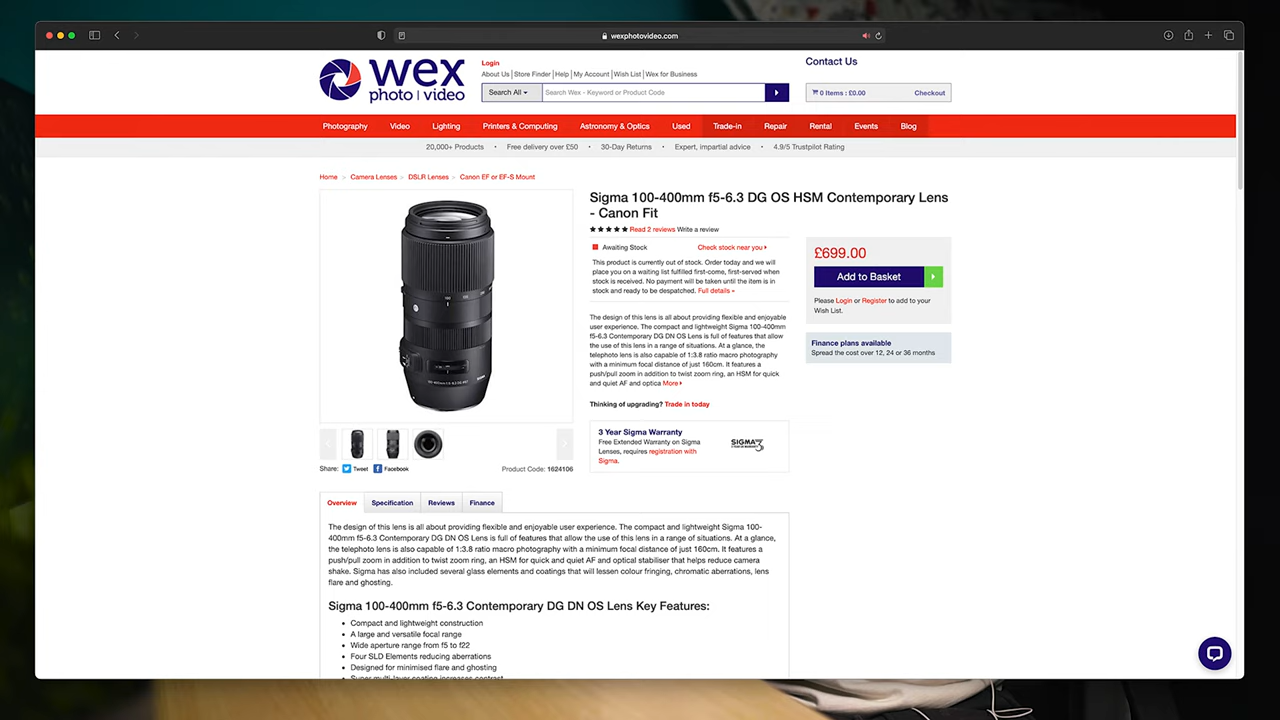 wexphotovideo.com
wex
photo | video
Login
About Us | Store Finder | Help | My Account | Wish List | Wex for Business
Search All
Search Wex - Keyword or Product Code
Contact Us
0 Items : £0.00
Checkout
Photography Video Lighting Printers & Computing Astronomy & Optics Used Trade-in Repair Rental Events Blog
20,000+ Products • Free delivery over £50 • 30-Day Returns • Expert, impartial advice • 4.9/5 Trustpilot Rating
Home > Camera Lenses > DSLR Lenses > Canon EF or EF-S Mount
Sigma 100-400mm f5-6.3 DG OS HSM Contemporary Lens
- Canon Fit
Read 2 reviews Write a review
Awaiting Stock
Check stock near you
This product is currently out of stock. Order today and we will
place you on a waiting list fulfilled first-come, first-served when
stock is received. No payment will be taken until the item is in
stock and ready to be despatched. Full details
The design of this lens is all about providing flexible and enjoyable
user experience. The compact and lightweight Sigma 100-400mm
f5-6.3 Contemporary DG DN OS Lens is full of features that allow
the use of this lens in a range of situations. At a glance, the
telephoto lens is also capable of 1:3.8 ratio macro photography
with a minimum focal distance of just 160cm. It features a
push/pull zoom in addition to twist zoom ring, an HSM for quick
and quiet AF and optica More
Thinking of upgrading? Trade in today
3 Year Sigma Warranty
Free Extended Warranty on Sigma
Lenses, requires registration with
Sigma.
SIGMA 3
£699.00
Add to Basket
Please Login or Register to add to your
Wish List.
Finance plans available
Spread the cost over 12, 24 or 36 months
Share: Tweet Facebook
Product Code: 1624106
Overview Specification Reviews Finance
The design of this lens is all about providing flexible and enjoyable user experience. The compact and lightweight Sigma 100-
400mm f5-6.3 Contemporary DG DN OS Lens is full of features that allow the use of this lens in a range of situations. At a glance,
the telephoto lens is also capable of 1:3.8 ratio macro photography with a minimum focal distance of just 160cm. It features a
push/pull zoom in addition to twist zoom ring, an HSM for quick and quiet AF and optical stabiliser that helps reduce camera
shake. Sigma has also included several glass elements and coatings that will lessen colour fringing, chromatic aberrations, lens
flare and ghosting.
Sigma 100-400mm f5-6.3 Contemporary DG DN OS Lens Key Features:
• Compact and lightweight construction
• A large and versatile focal range
• Wide aperture range from f5 to f22
• Four SLD Elements reducing aberrations
• Designed for minimised flare and ghosting
• Super multi-layer coating increases contrast